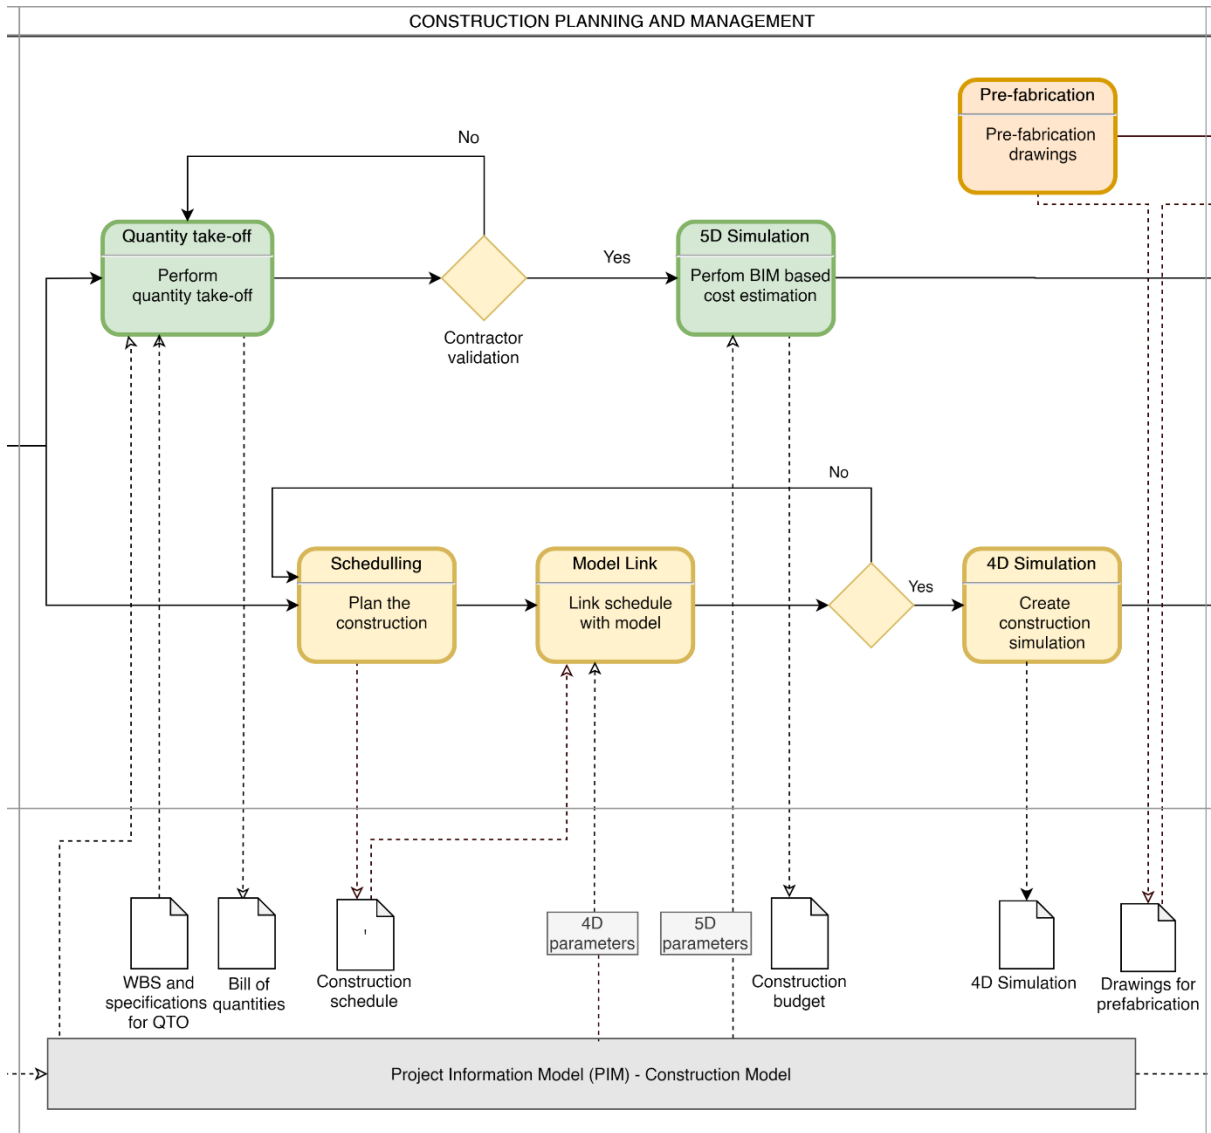 CONSTRUCTION PLANNING AND MANAGEMENT
Pre-fabrication
Pre-fabrication
drawings
No
Quantity take-off
Perform
quantity take-off
Yes
Contractor
validation
5D Simulation
Perfom BIM based
cost estimation
No
Schedulling
Plan the
construction
Model Link
Link schedule
with model
Yes
4D Simulation
Create
construction
simulation
WBS and
specifications
for QTO
Bill of
quantities
Construction
schedule
4D
parameters
5D
parameters
Construction
budget
4D Simulation
Drawings for
prefabrication
Project Information Model (PIM) - Construction Model